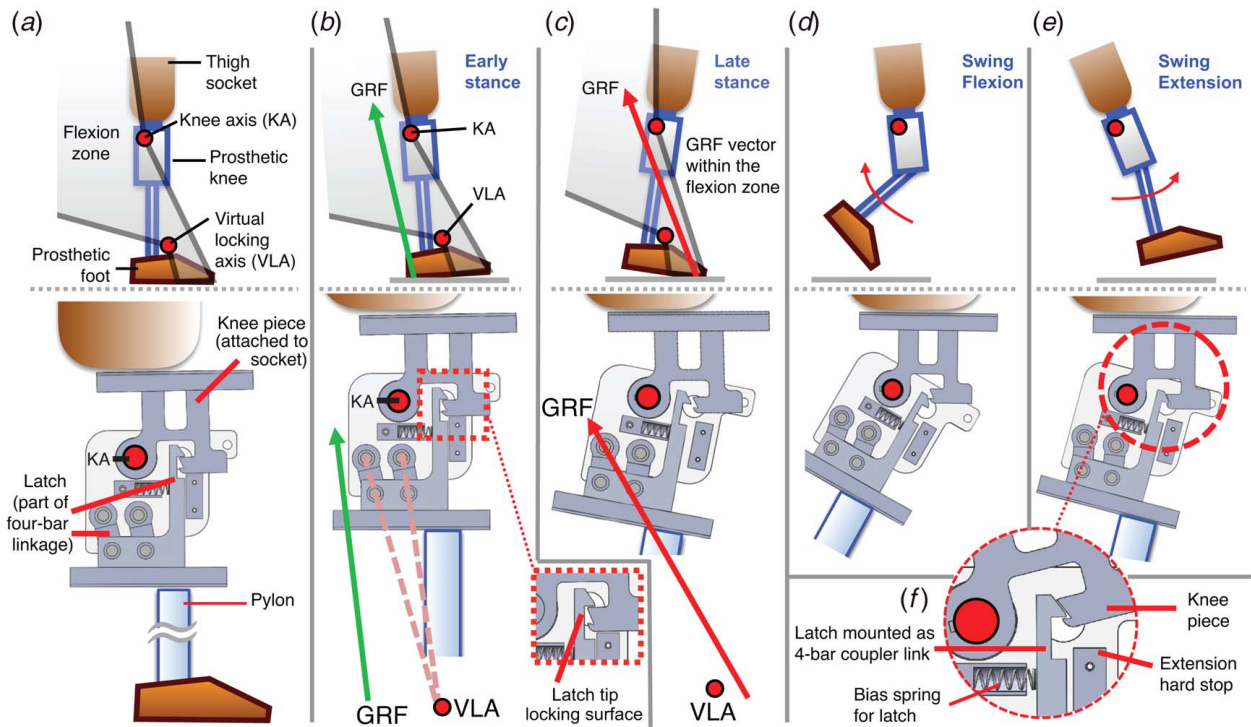 (a)
Thigh
socket
Flexion
zone
Knee axis (KA)
Prosthetic
knee
Virtual
locking
axis (VLA)
Prosthetic
foot
Knee piece
(attached to
socket)
KA
Latch
(part of
four-bar
linkage)
Pylon
(b)
Early
stance
GRF
KA
VLA
KA
GRF
VLA
Latch tip
locking surface
(c)
Late
stance
GRF
GRF vector
within the
flexion zone
GRF
VLA
(d)
Swing
Flexion
(e)
Swing
Extension
(f)
Latch mounted as
4-bar coupler link
Bias spring
for latch
Knee
piece
Extension
hard stop